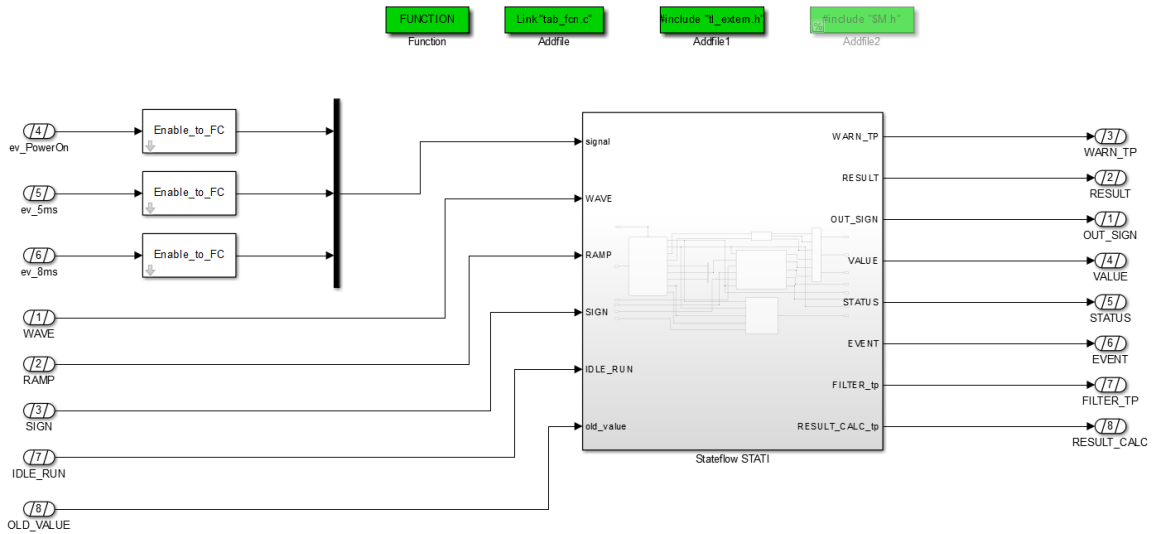 FUNCTION
Function
Link"tab_fcn.c"
Addfile
#include "tl_extern.h"
Addfile1
#include "$M.h"
Addfile2
4
ev_PowerOn
Enable_to_FC
5
ev_5ms
Enable_to_FC
6
ev_8ms
Enable_to_FC
1
WAVE
2
RAMP
3
SIGN
7
IDLE_RUN
8
OLD_VALUE
signal
WAVE
RAMP
SIGN
IDLE_RUN
old_value
WARN_TP
RESULT
OUT_SIGN
VALUE
STATUS
EVENT
FILTER_tp
RESULT_CALC_tp
Stateflow STATI
3
WARN_TP
2
RESULT
1
OUT_SIGN
4
VALUE
5
STATUS
6
EVENT
7
FILTER_TP
8
RESULT_CALC